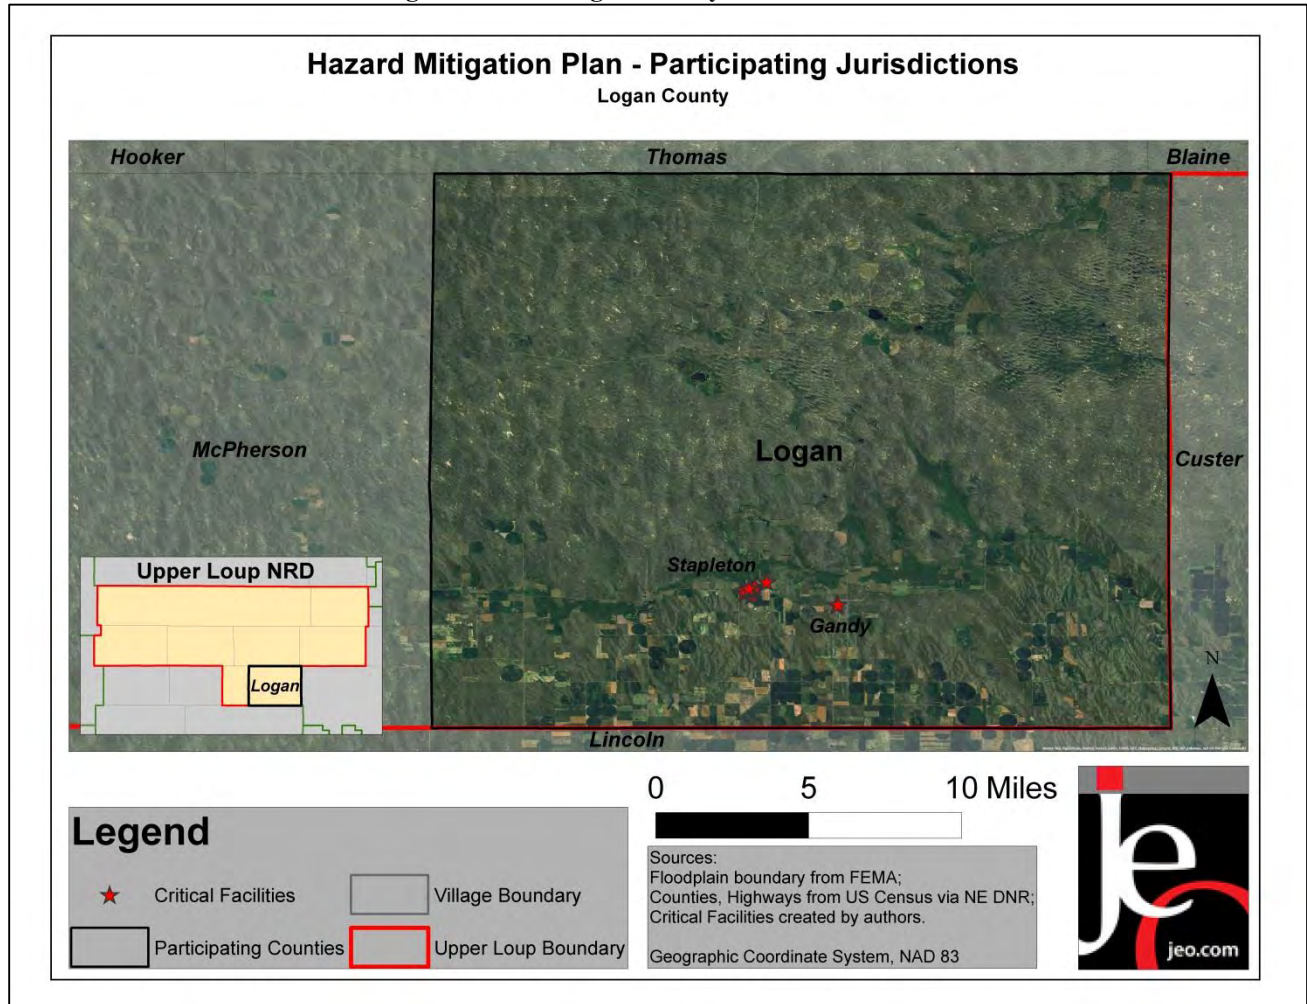 Hazard Mitigation Plan - Participating Jurisdictions
Logan County
Hooker
Thomas
Blaine
McPherson
Logan
Custer
Stapleton
Gandy
Upper Loup NRD
Logan
N
Lincoln
0 5 10 Miles
Legend
Critical Facilities
Village Boundary
Participating Counties
Upper Loup Boundary
Sources:
Floodplain boundary from FEMA;
Counties, Highways from US Census via NE DNR;
Critical Facilities created by authors.
Geographic Coordinate System, NAD 83
jeo
jeo.com